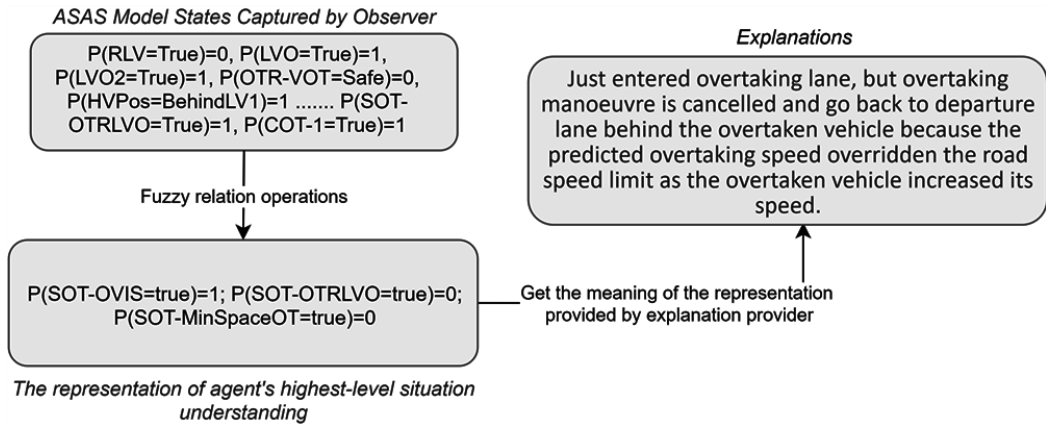 ASAS Model States Captured by Observer
P(RLV=True)=0, P(LVO=True)=1,
P(LVO2=True)=1, P(OTR-VOT=Safe)=0,
P(HVPos=BehindLV1)=1 ....... P(SOT-
OTRLVO=True)=1, P(COT-1=True)=1
Fuzzy relation operations
P(SOT-OVIS=true)=1; P(SOT-OTRLVO=true)=0;
P(SOT-MinSpaceOT=true)=0
The representation of agent's highest-level situation
understanding
Get the meaning of the representation
provided by explanation provider
Explanations
Just entered overtaking lane, but overtaking
manoeuvre is cancelled and go back to departure
lane behind the overtaken vehicle because the
predicted overtaking speed overridden the road
speed limit as the overtaken vehicle increased its
speed.